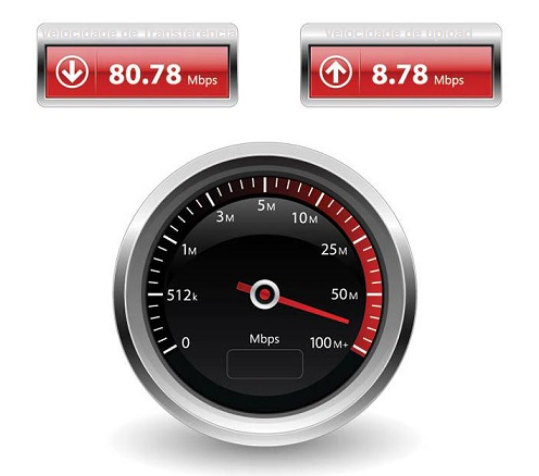 Velocidade de Transferência
Velocidade de upload
80.78 Mbps
8.78 Mbps
5M
3M
10M
1M
25M
512k
50M
Mbps
0
100M+